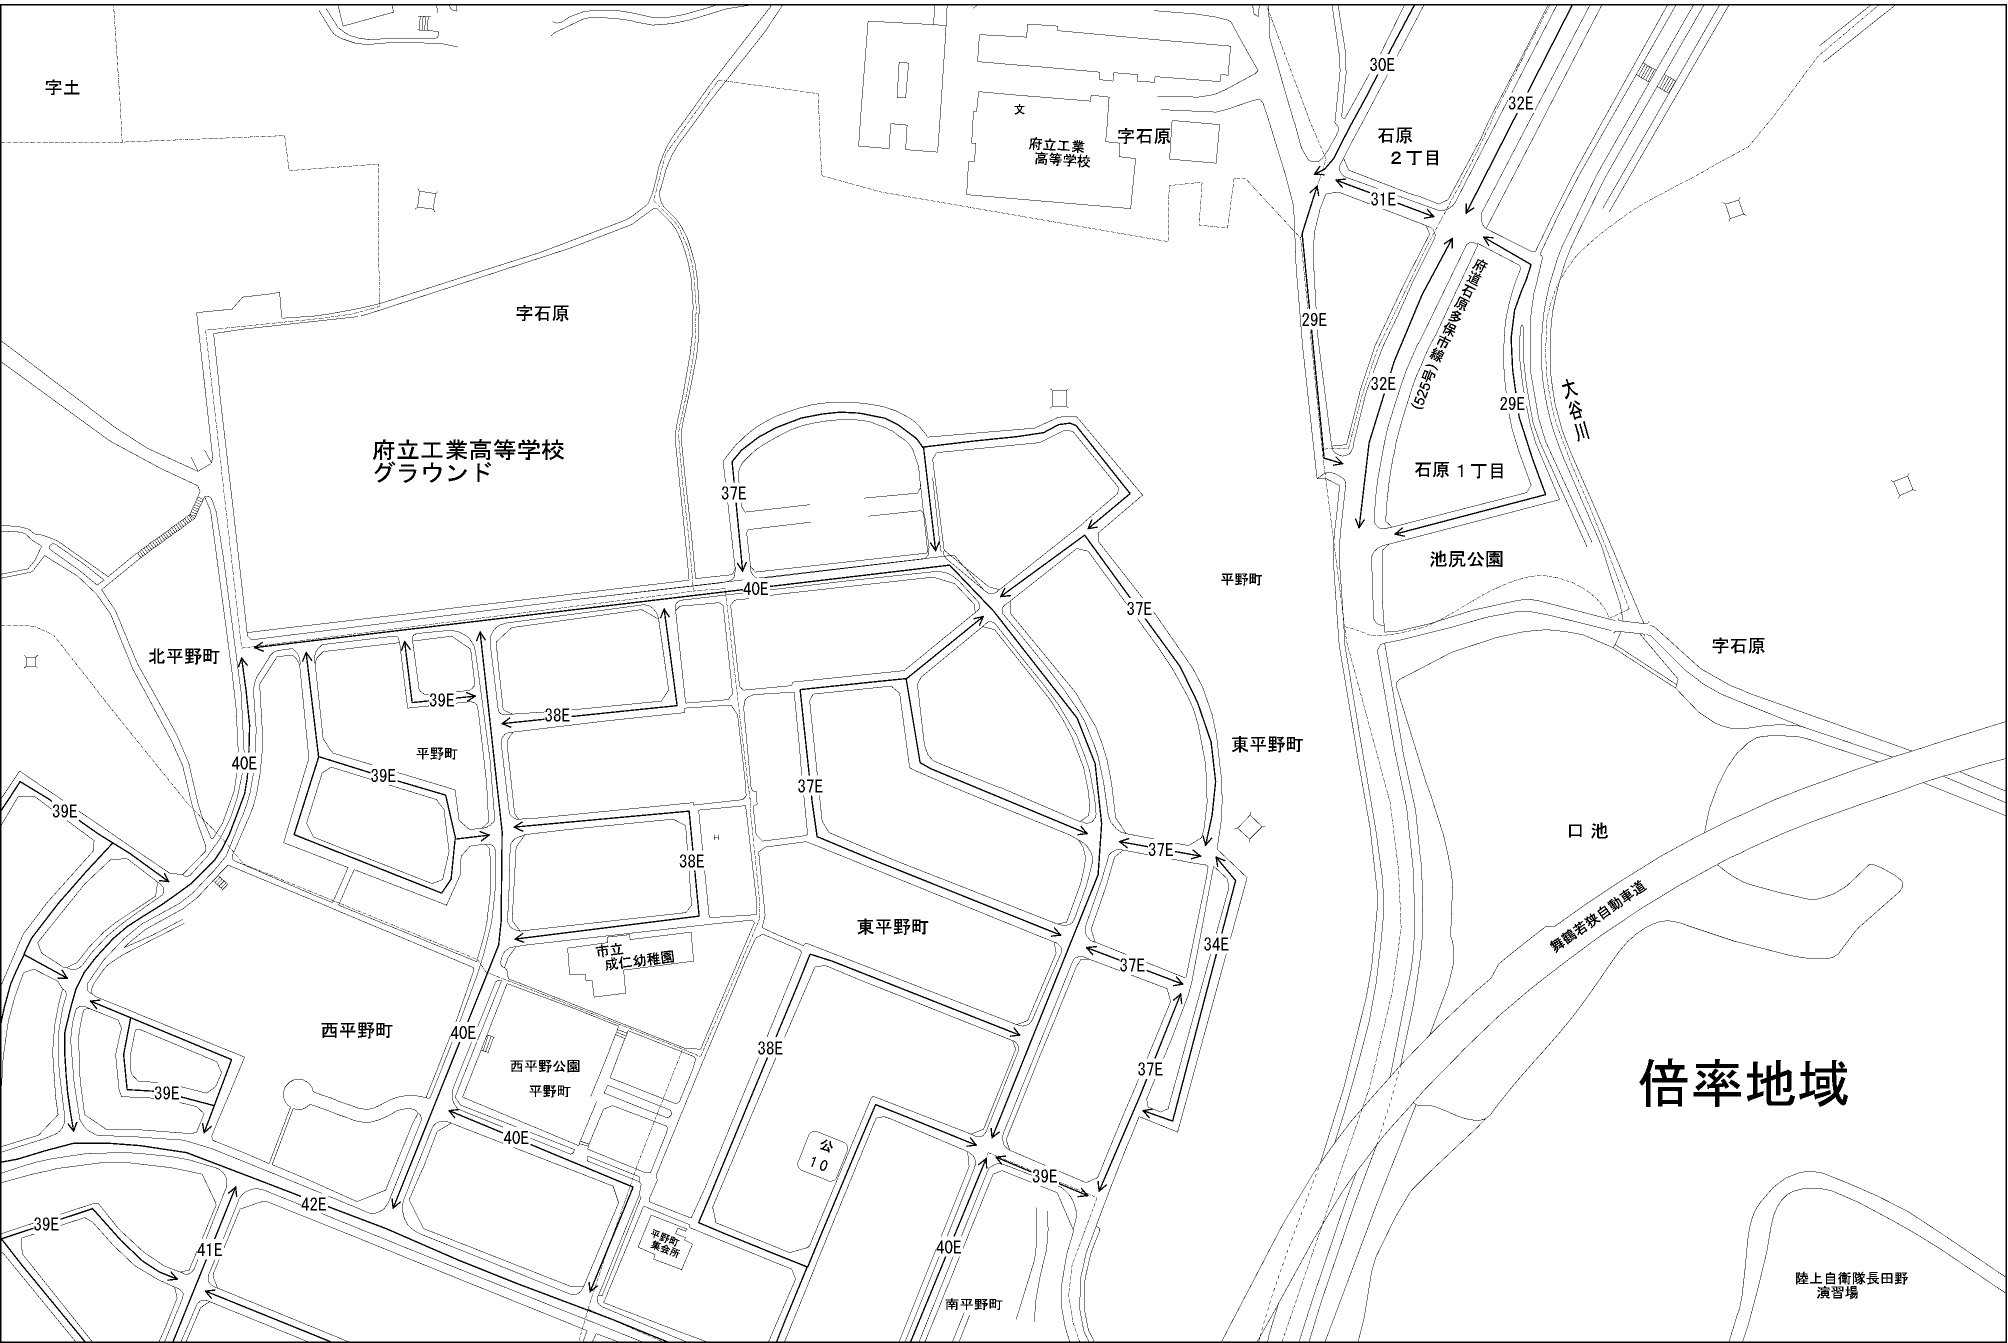 30E
字土
32E
文
石原
２丁目
字石原
府立工業
高等学校
31E
府道石原多保市線
(525号)
字石原
29E
32E
29E
大谷川
府立工業高等学校
グラウンド
石原１丁目
37E
池尻公園
平野町
40E
37E
字石原
北平野町
39E
38E
東平野町
平野町
40E
39E
37E
39E
口池
H
37E
38E
舞鶴若狭自動車道
東平野町
34E
市立
成仁幼稚園
37E
西平野町
40E
38E
西平野公園
平野町
37E
倍率地域
39E
40E
公
10
39E
42E
39E
平野町
集会所
41E
40E
陸上自衛隊長田野
演習場
南平野町